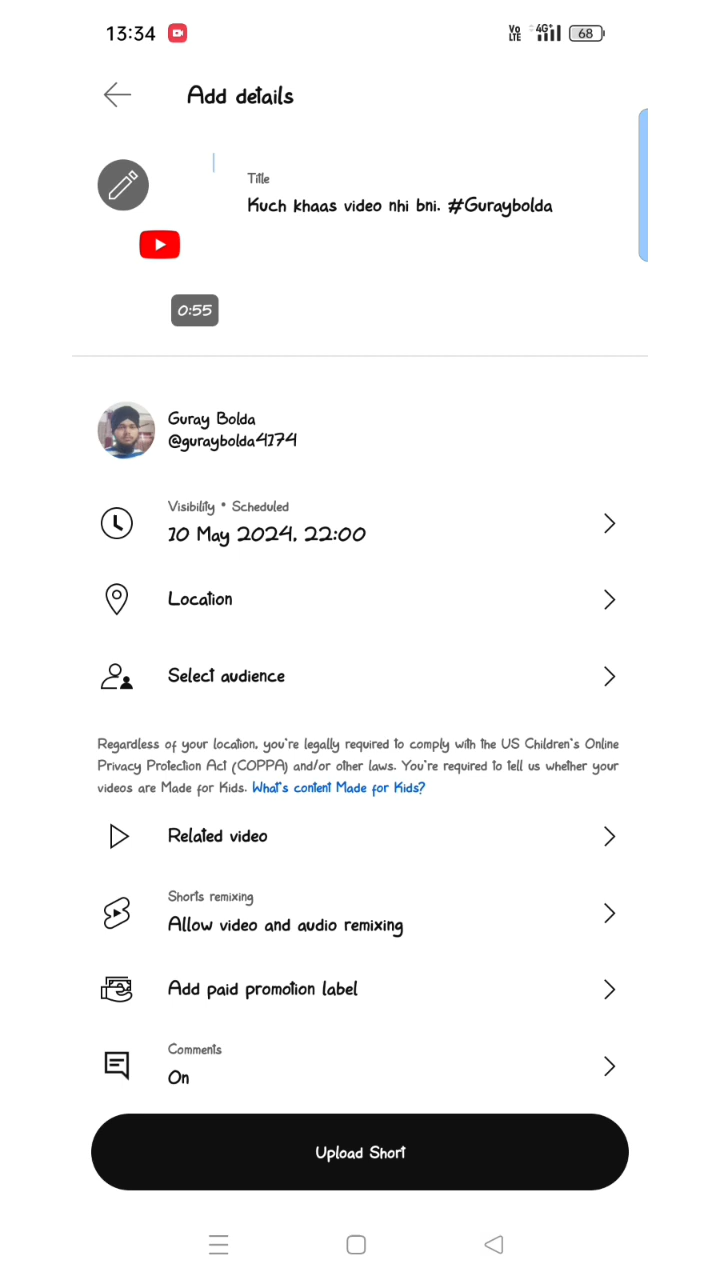 13:34
Vo LTE 4G+ 68
Add details
Title
Kuch khaas video nhi bni. #Guraybolda
0:55
Guray Bolda
@guraybolda4174
Visibility • Scheduled
10 May 2024, 22:00
Location
Select audience
Regardless of your location, you're legally required to comply with the US Children's Online
Privacy Protection Act (COPPA) and/or other laws. You're required to tell us whether your
videos are Made for Kids. What's content Made for Kids?
Related video
Shorts remixing
Allow video and audio remixing
Add paid promotion label
Comments
On
Upload Short